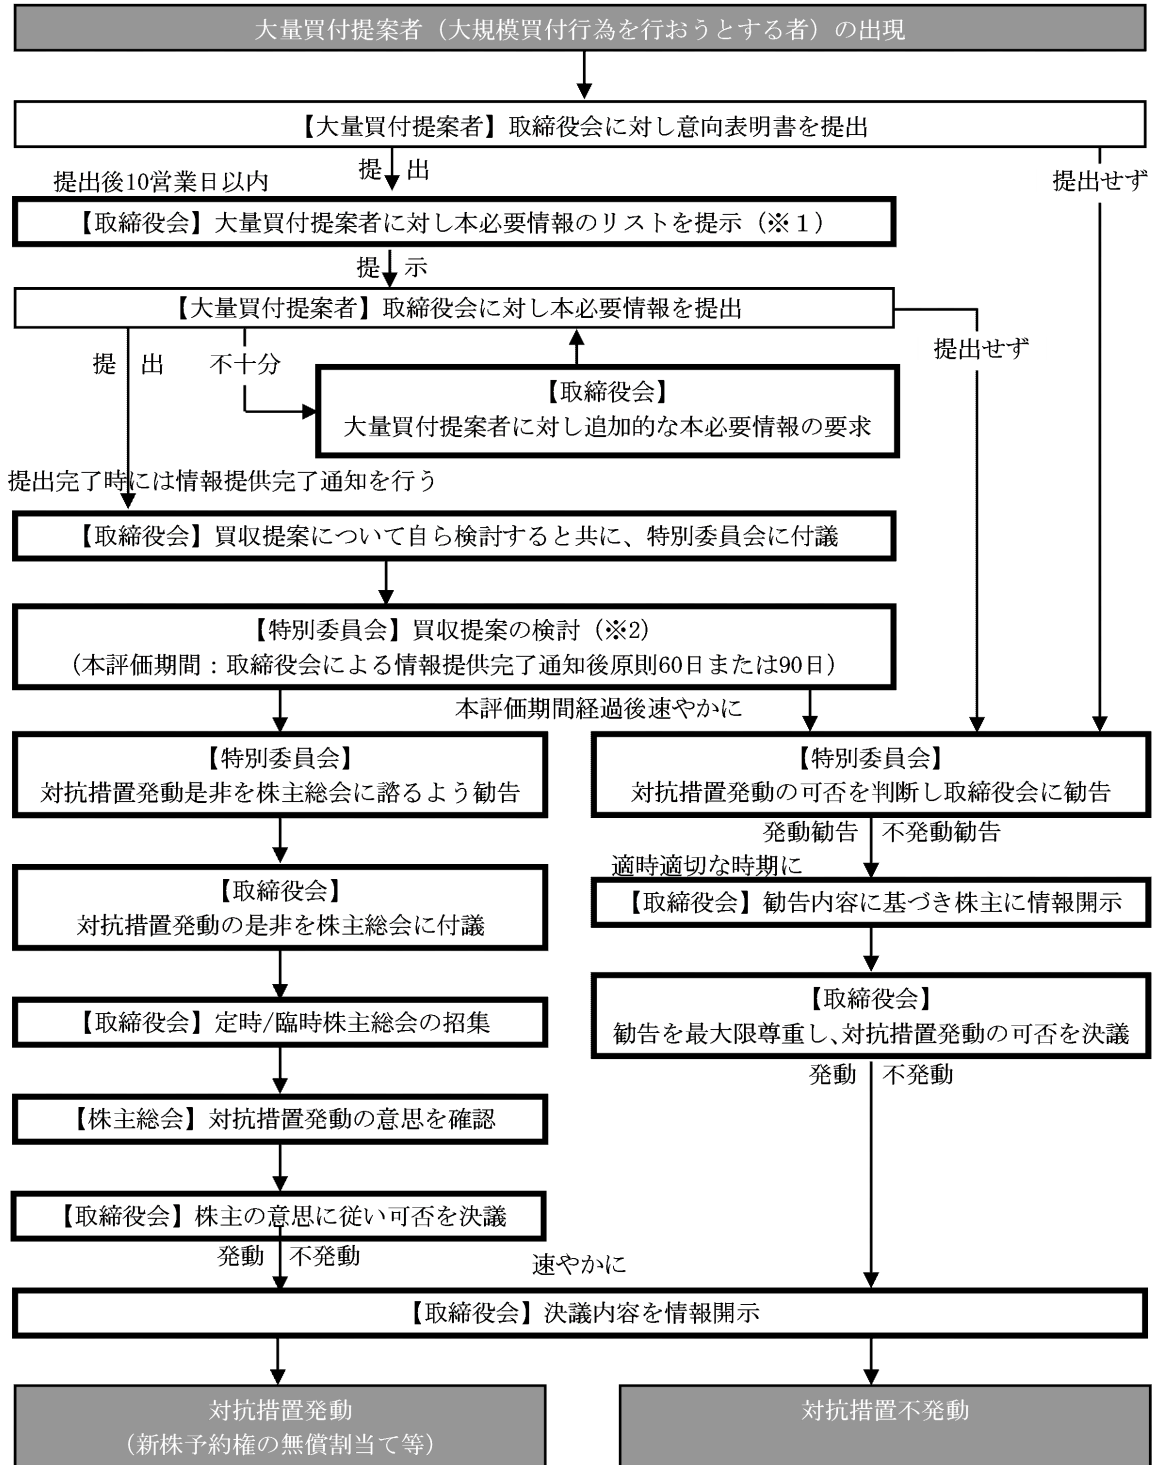 大量買付提案者（大規模買付行為を行おうとする者）の出現
【大量買付提案者】取締役会に対し意向表明書を提出
提 出
提出せず
提出後10営業日以内
【取締役会】大量買付提案者に対し本必要情報のリストを提示（※１）
提 示
【大量買付提案者】取締役会に対し本必要情報を提出
提出せず
提 出
不十分
【取締役会】
大量買付提案者に対し追加的な本必要情報の要求
提出完了時には情報提供完了通知を行う
【取締役会】買収提案について自ら検討すると共に、特別委員会に付議
【特別委員会】買収提案の検討（※2）
（本評価期間：取締役会による情報提供完了通知後原則60日または90日）
本評価期間経過後速やかに
【特別委員会】
対抗措置発動是非を株主総会に諮るよう勧告
【特別委員会】
対抗措置発動の可否を判断し取締役会に勧告
発動勧告 不発動勧告
適時適切な時期に
【取締役会】
対抗措置発動の是非を株主総会に付議
【取締役会】勧告内容に基づき株主に情報開示
【取締役会】定時/臨時株主総会の招集
【取締役会】
勧告を最大限尊重し、対抗措置発動の可否を決議
発動 不発動
【株主総会】対抗措置発動の意思を確認
【取締役会】株主の意思に従い可否を決議
発動 不発動
速やかに
【取締役会】決議内容を情報開示
対抗措置発動
（新株予約権の無償割当て等）
対抗措置不発動